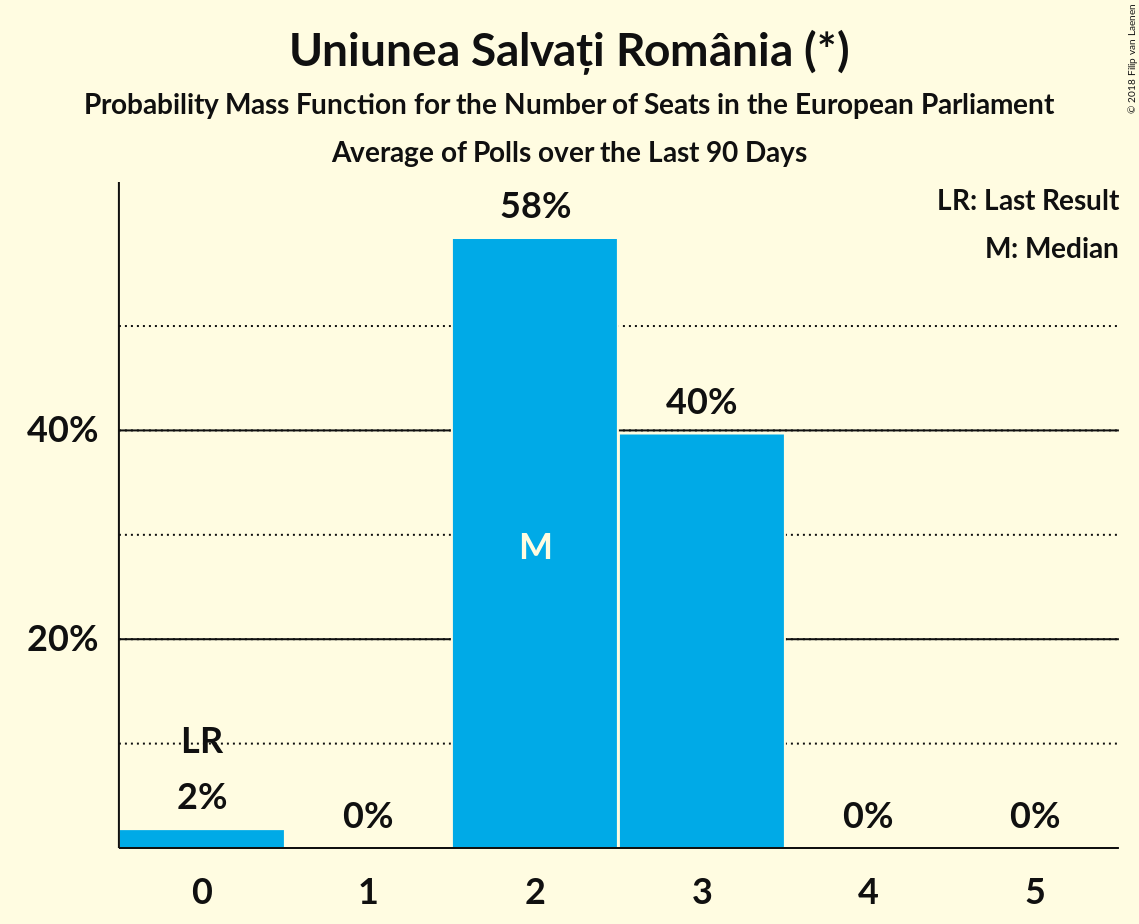 Uniunea Salvați România (*)
Probability Mass Function for the Number of Seats in the European Parliament
Average of Polls over the Last 90 Days
© 2018 Filip van Laenen
LR: Last Result
M: Median
58%
40%
40%
M
20%
LR
2%
0%
0%
0%
0
1
2
3
4
5